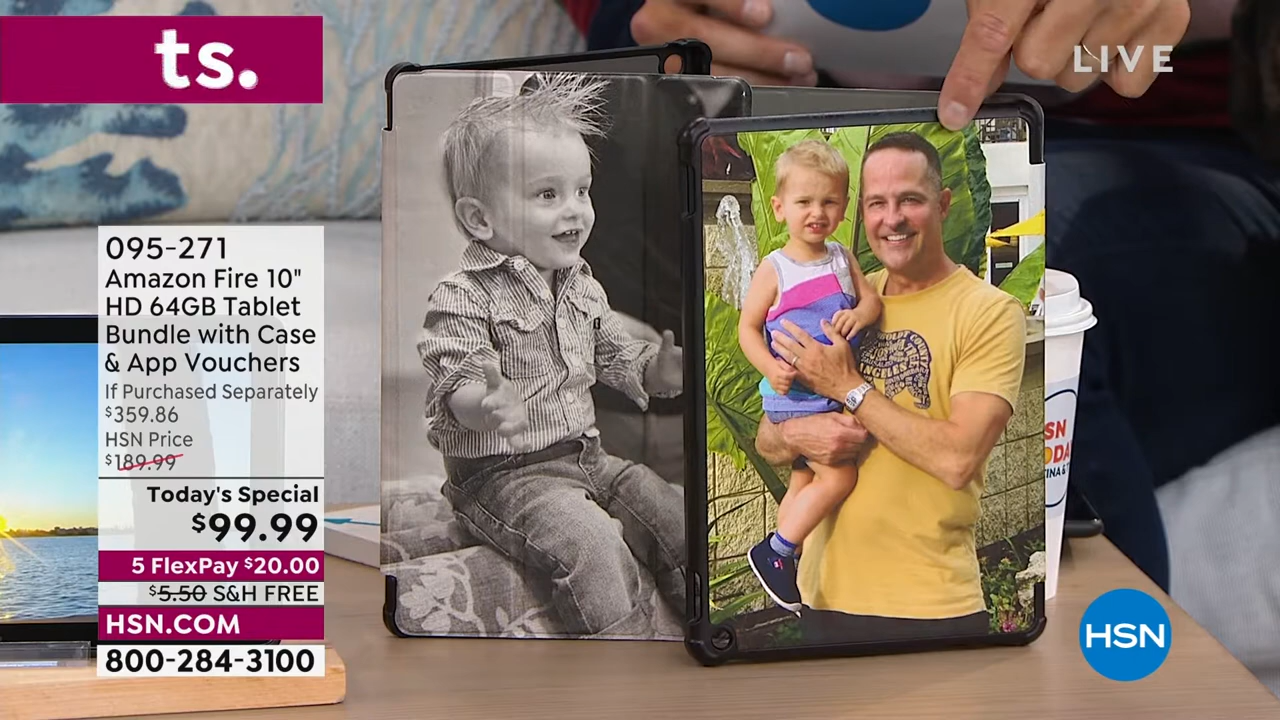 ts.
LIVE
095-271
Amazon Fire 10"
HD 64GB Tablet
Bundle with Case
& App Vouchers
If Purchased Separately
$359.86
HSN Price
$189.99
Today's Special
$99.99
5 FlexPay $20.00
$5.50 S&H FREE
HSN.COM
800-284-3100
HSN